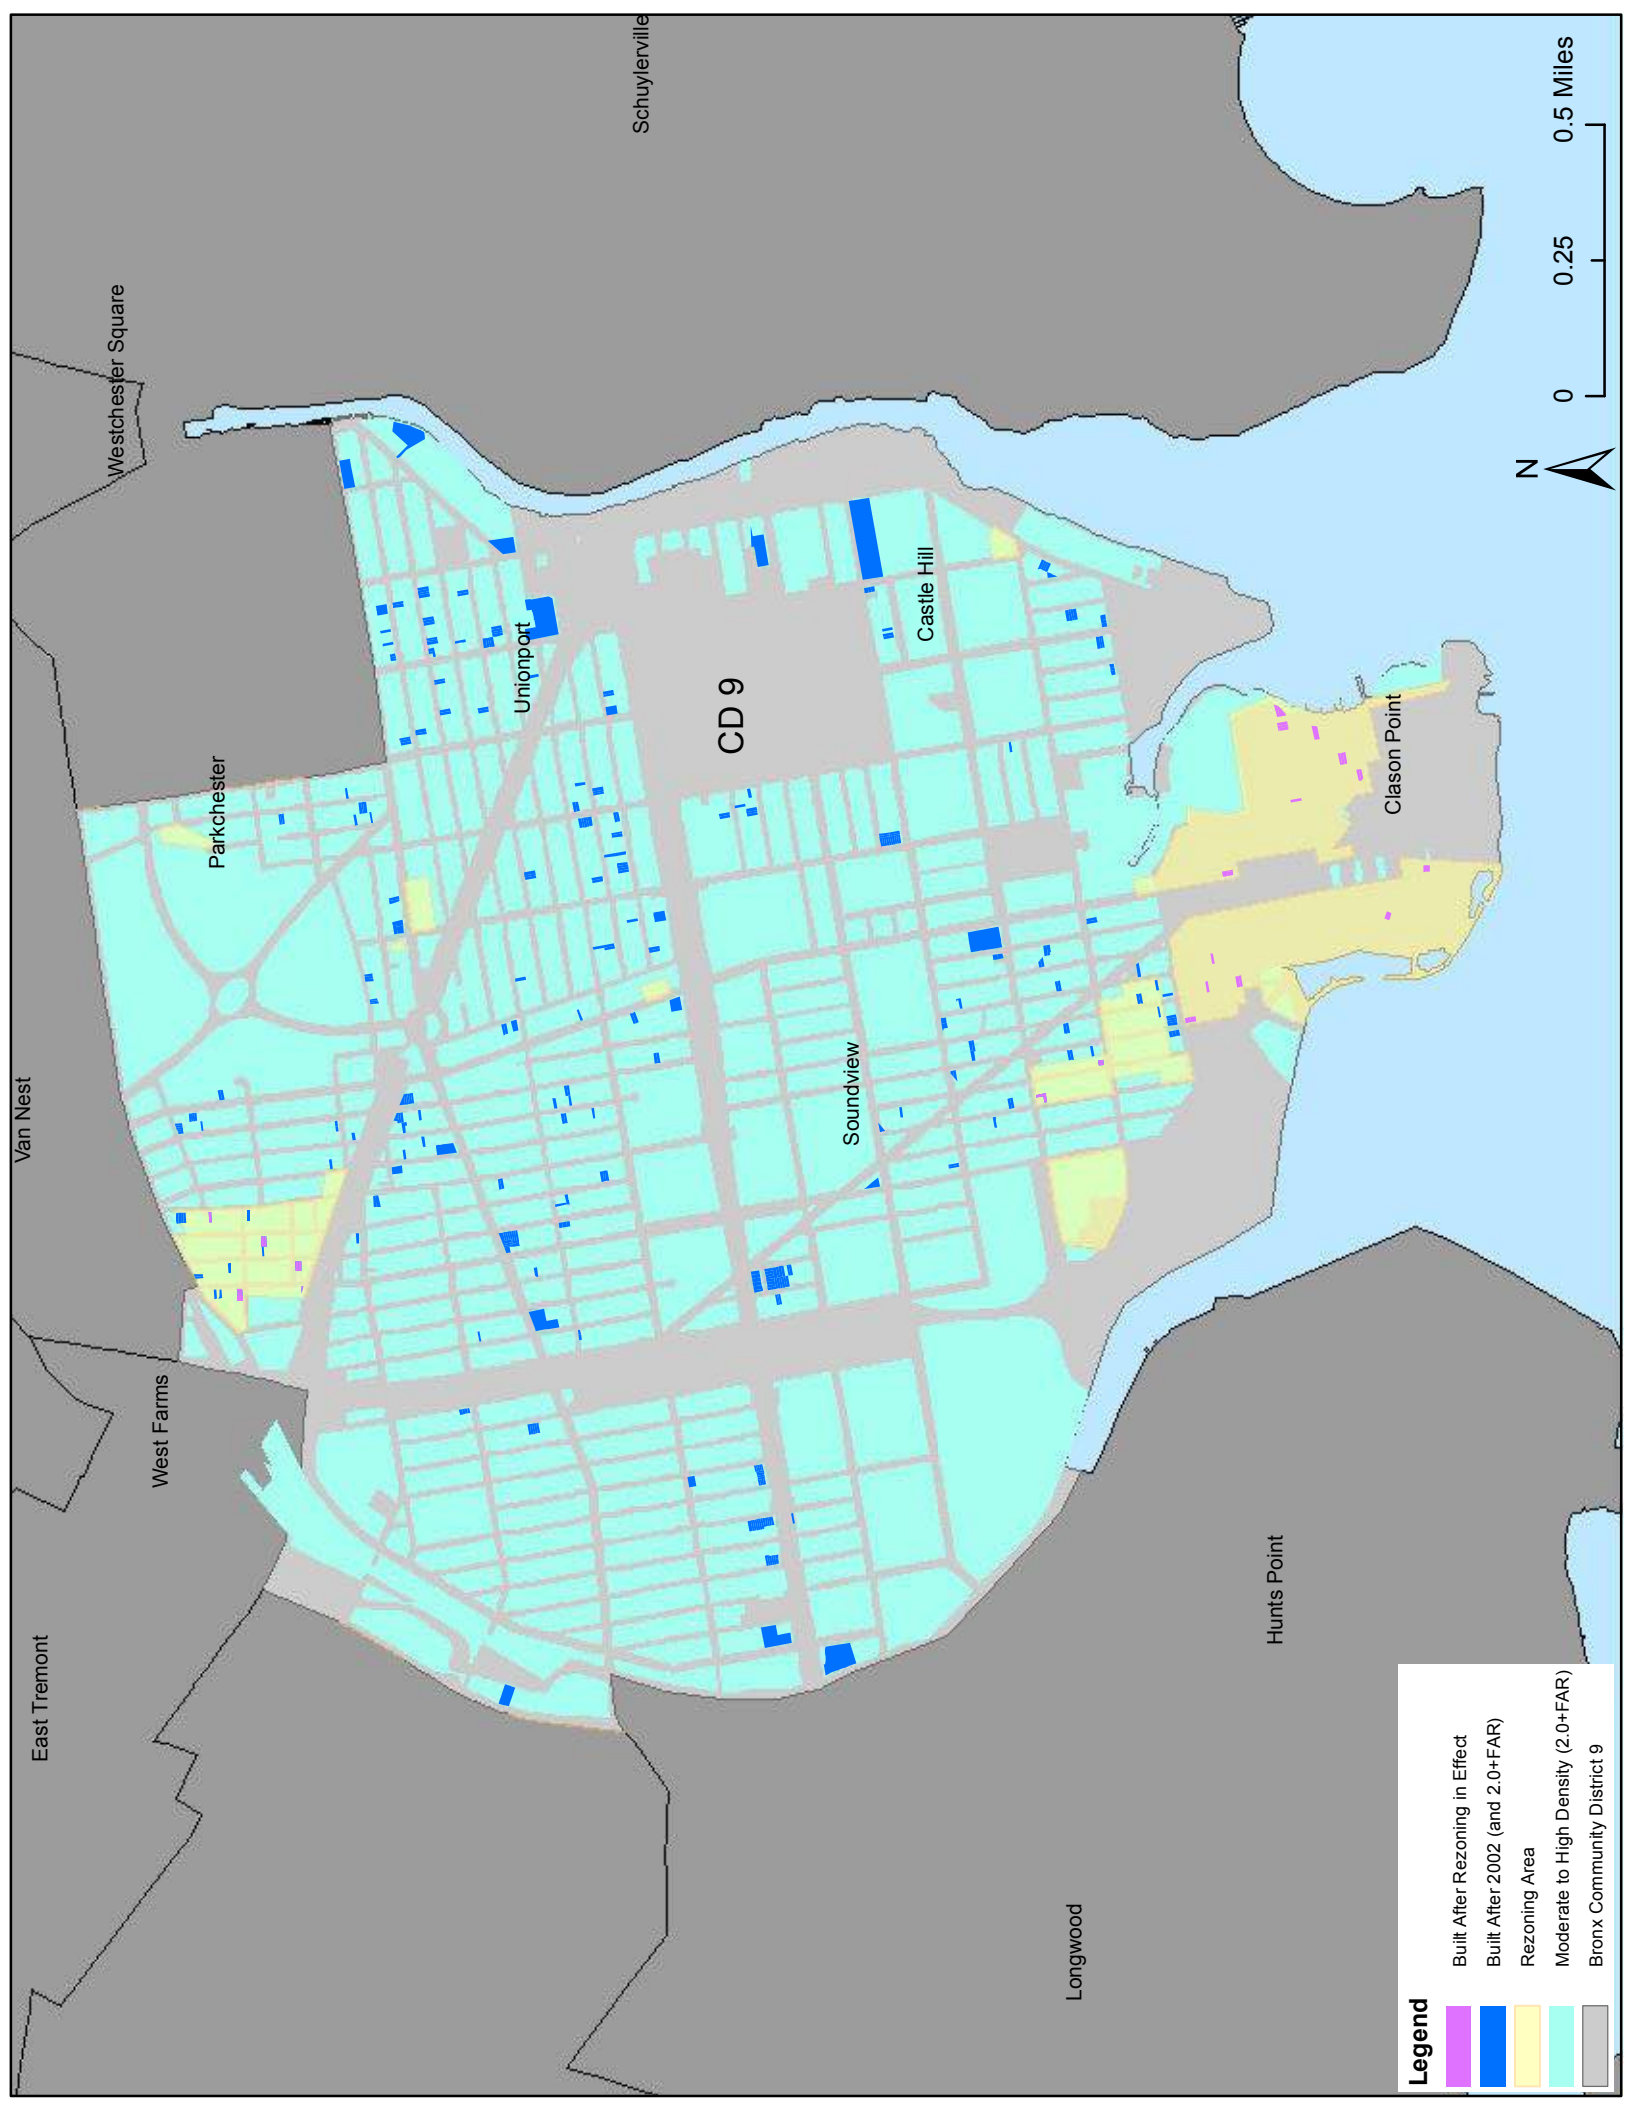 East Tremont
Van Nest
West Farms
Westchester Square
Parkchester
Unionport
Schuylerville
CD 9
Soundview
Castle Hill
Clason Point
Longwood
Hunts Point
N
0 0.25 0.5 Miles
Legend
Built After Rezoning in Effect
Built After 2002 (and 2.0+FAR)
Rezoning Area
Moderate to High Density (2.0+FAR)
Bronx Community District 9